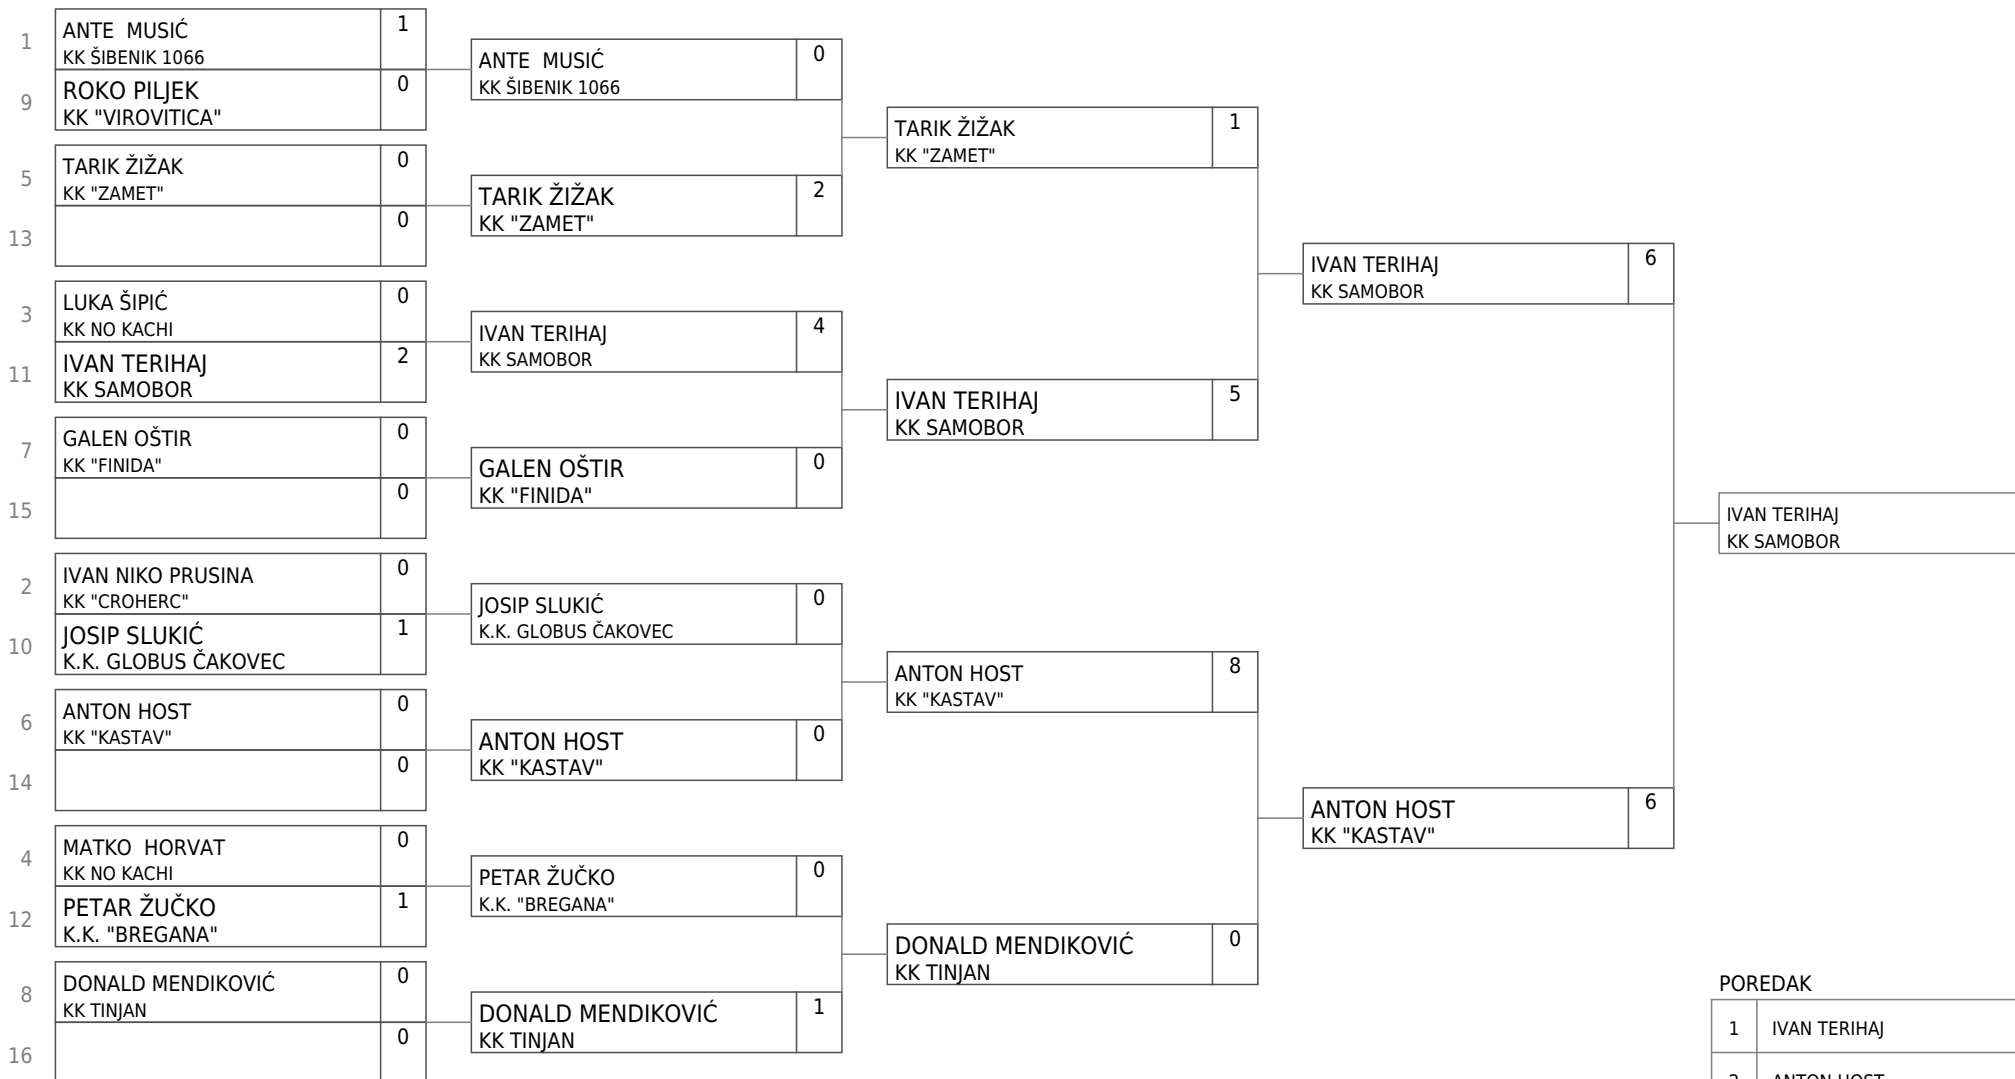 1
ANTE  MUSIĆ
KK ŠIBENIK 1066
1
9
ROKO PILJEK
KK "VIROVITICA"
0
5
TARIK ŽIŽAK
KK "ZAMET"
0
13
0
3
LUKA ŠIPIĆ
KK NO KACHI
0
11
IVAN TERIHAJ
KK SAMOBOR
2
7
GALEN OŠTIR
KK "FINIDA"
0
15
0
2
IVAN NIKO PRUSINA
KK "CROHERC"
0
10
JOSIP SLUKIĆ
K.K. GLOBUS ČAKOVEC
1
6
ANTON HOST
KK "KASTAV"
0
14
0
4
MATKO  HORVAT
KK NO KACHI
0
12
PETAR ŽUČKO
K.K. "BREGANA"
1
8
DONALD MENDIKOVIĆ
KK TINJAN
0
16
0
ANTE  MUSIĆ
KK ŠIBENIK 1066
0
TARIK ŽIŽAK
KK "ZAMET"
2
IVAN TERIHAJ
KK SAMOBOR
4
GALEN OŠTIR
KK "FINIDA"
0
JOSIP SLUKIĆ
K.K. GLOBUS ČAKOVEC
0
ANTON HOST
KK "KASTAV"
0
PETAR ŽUČKO
K.K. "BREGANA"
0
DONALD MENDIKOVIĆ
KK TINJAN
1
TARIK ŽIŽAK
KK "ZAMET"
1
IVAN TERIHAJ
KK SAMOBOR
5
ANTON HOST
KK "KASTAV"
8
DONALD MENDIKOVIĆ
KK TINJAN
0
IVAN TERIHAJ
KK SAMOBOR
6
ANTON HOST
KK "KASTAV"
6
IVAN TERIHAJ
KK SAMOBOR
POREDAK
1 IVAN TERIHAJ
2 ANTON HOST